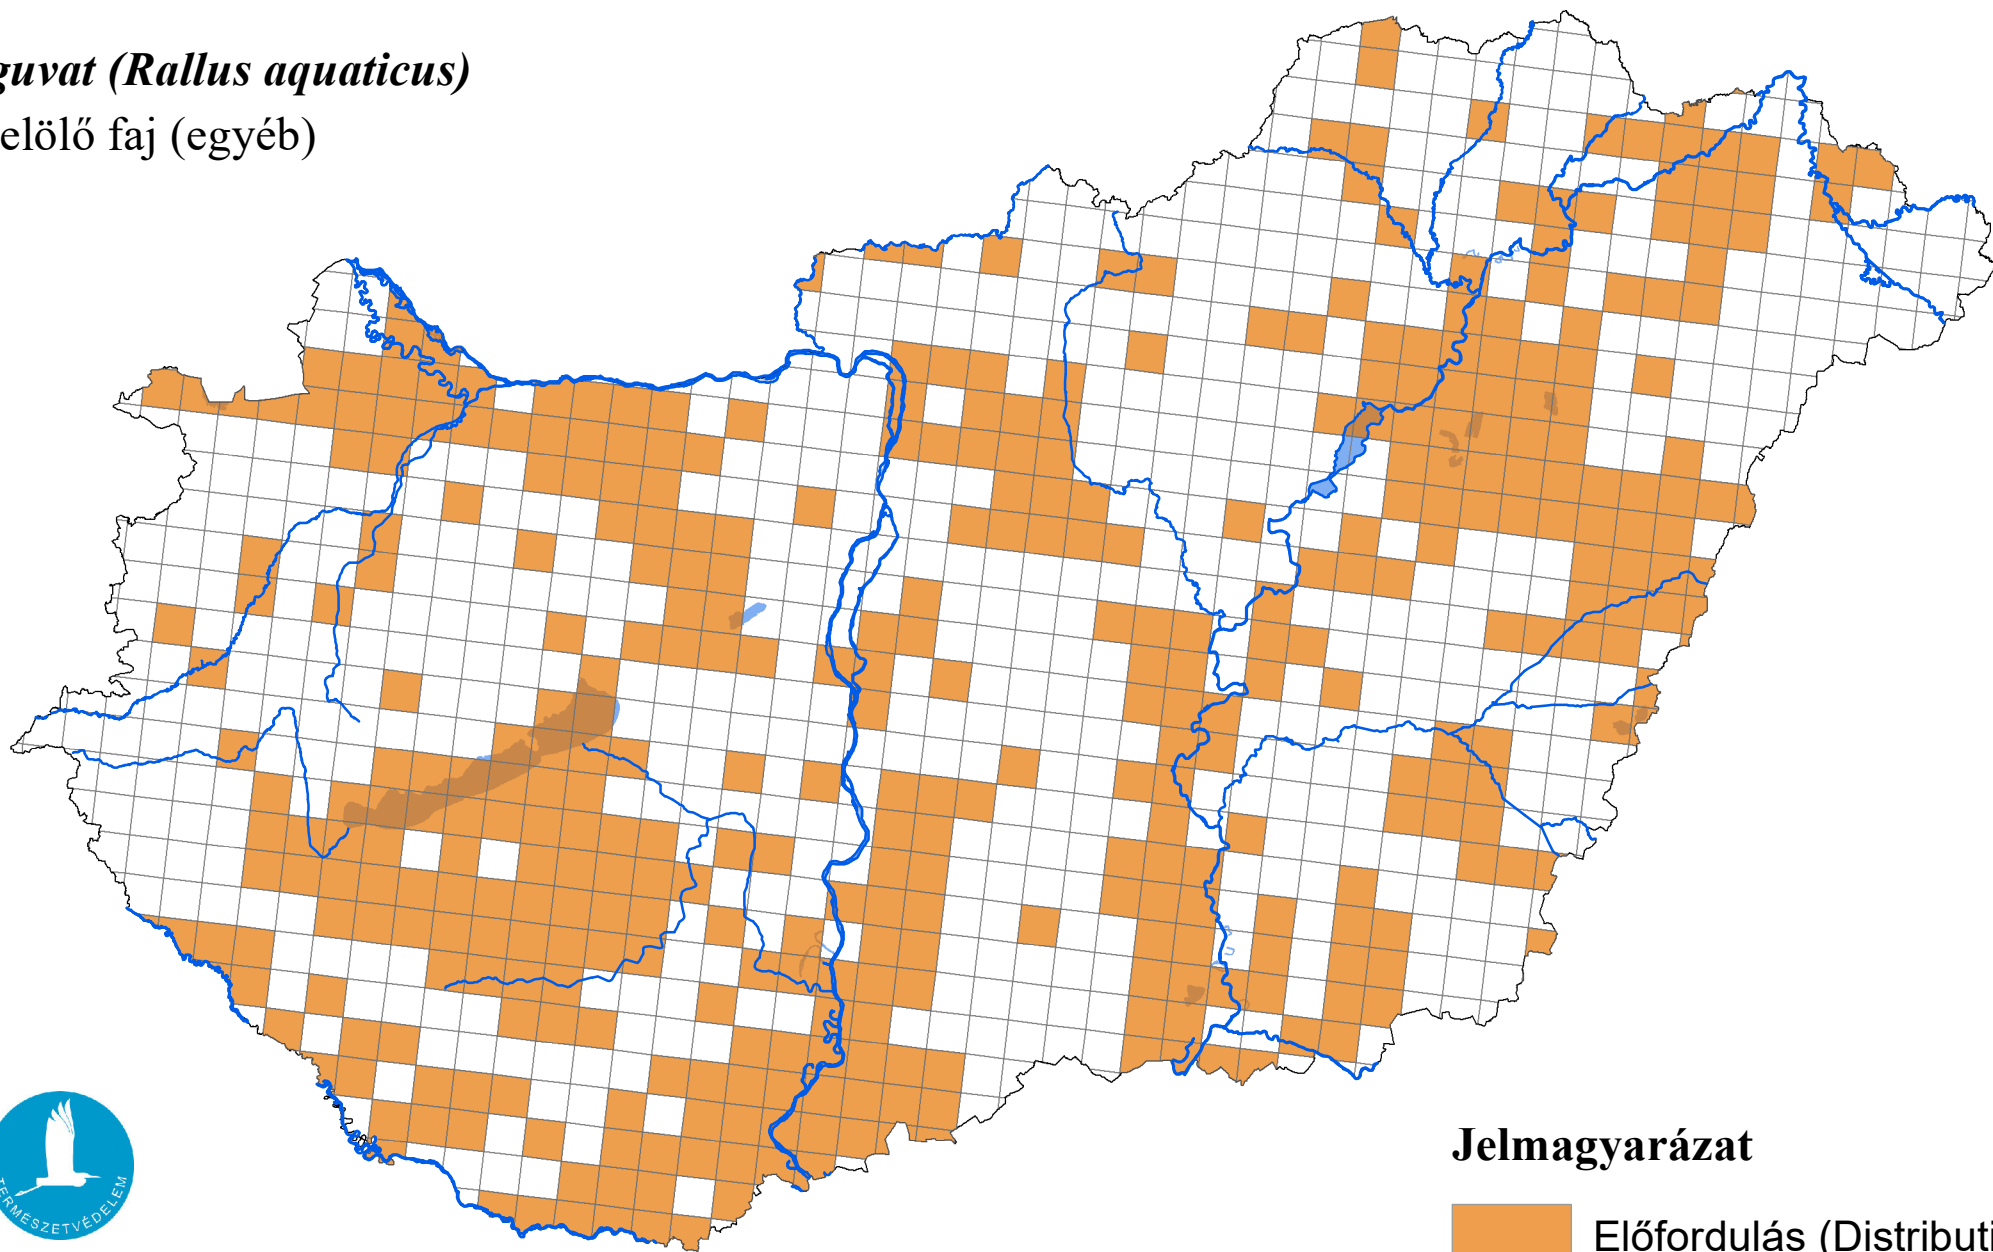 guvat (Rallus aquaticus)
elölő faj (egyéb)
TERMÉSZETVÉDELEM
Jelmagyarázat
Előfordulás (Distributi